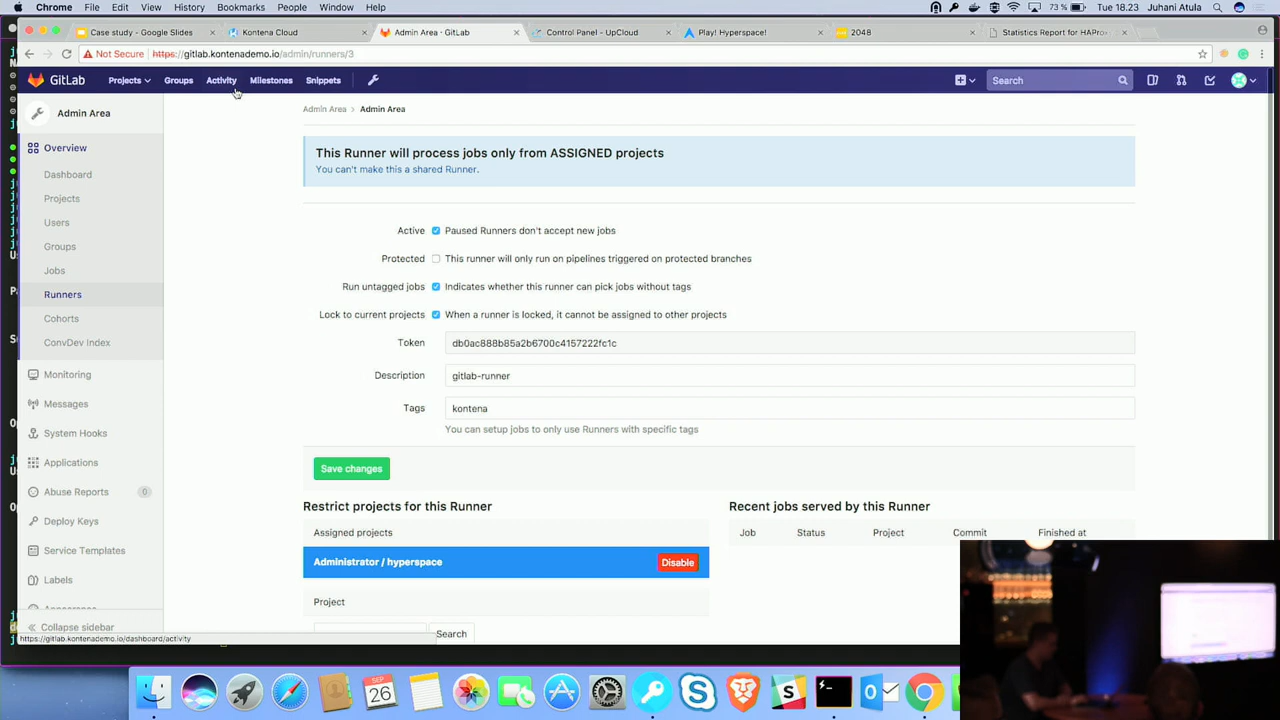 Chrome File Edit View History Bookmarks People Window Help
73 % Tue 18.23 Juhani Atula
Case study - Google Slides
Kontena Cloud
Admin Area · GitLab
Control Panel - UpCloud
Play! Hyperspace!
2048
Statistics Report for HAPro
Not Secure https://gitlab.kontenademo.io/admin/runners/3
GitLab Projects Groups Activity Milestones Snippets
Search
Admin Area
Overview
Dashboard
Projects
Users
Groups
Jobs
Runners
Cohorts
ConvDev Index
Monitoring
Messages
System Hooks
Applications
Abuse Reports 0
Deploy Keys
Service Templates
Labels
Collapse sidebar
https://gitlab.kontenademo.io/dashboard/activity
Admin Area > Admin Area
This Runner will process jobs only from ASSIGNED projects
You can't make this a shared Runner.
Active Paused Runners don't accept new jobs
Protected This runner will only run on pipelines triggered on protected branches
Run untagged jobs Indicates whether this runner can pick jobs without tags
Lock to current projects When a runner is locked, it cannot be assigned to other projects
Token db0ac888b85a2b6700c4157222fc1c
Description gitlab-runner
Tags kontena
You can setup jobs to only use Runners with specific tags
Save changes
Restrict projects for this Runner
Assigned projects
Administrator / hyperspace Disable
Project
Search
Recent jobs served by this Runner
Job Status Project Commit Finished at
SEP
26